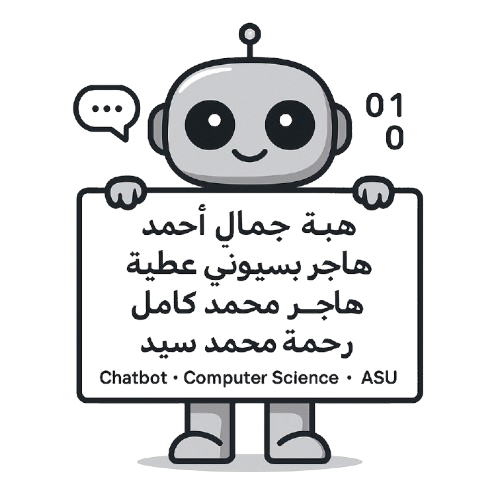 01
0
هبة جمال أحمد
هاجر بسيوني عطية
هاجـر محمد كامل
رحمة محمد سيد
Chatbot • Computer Science • ASU